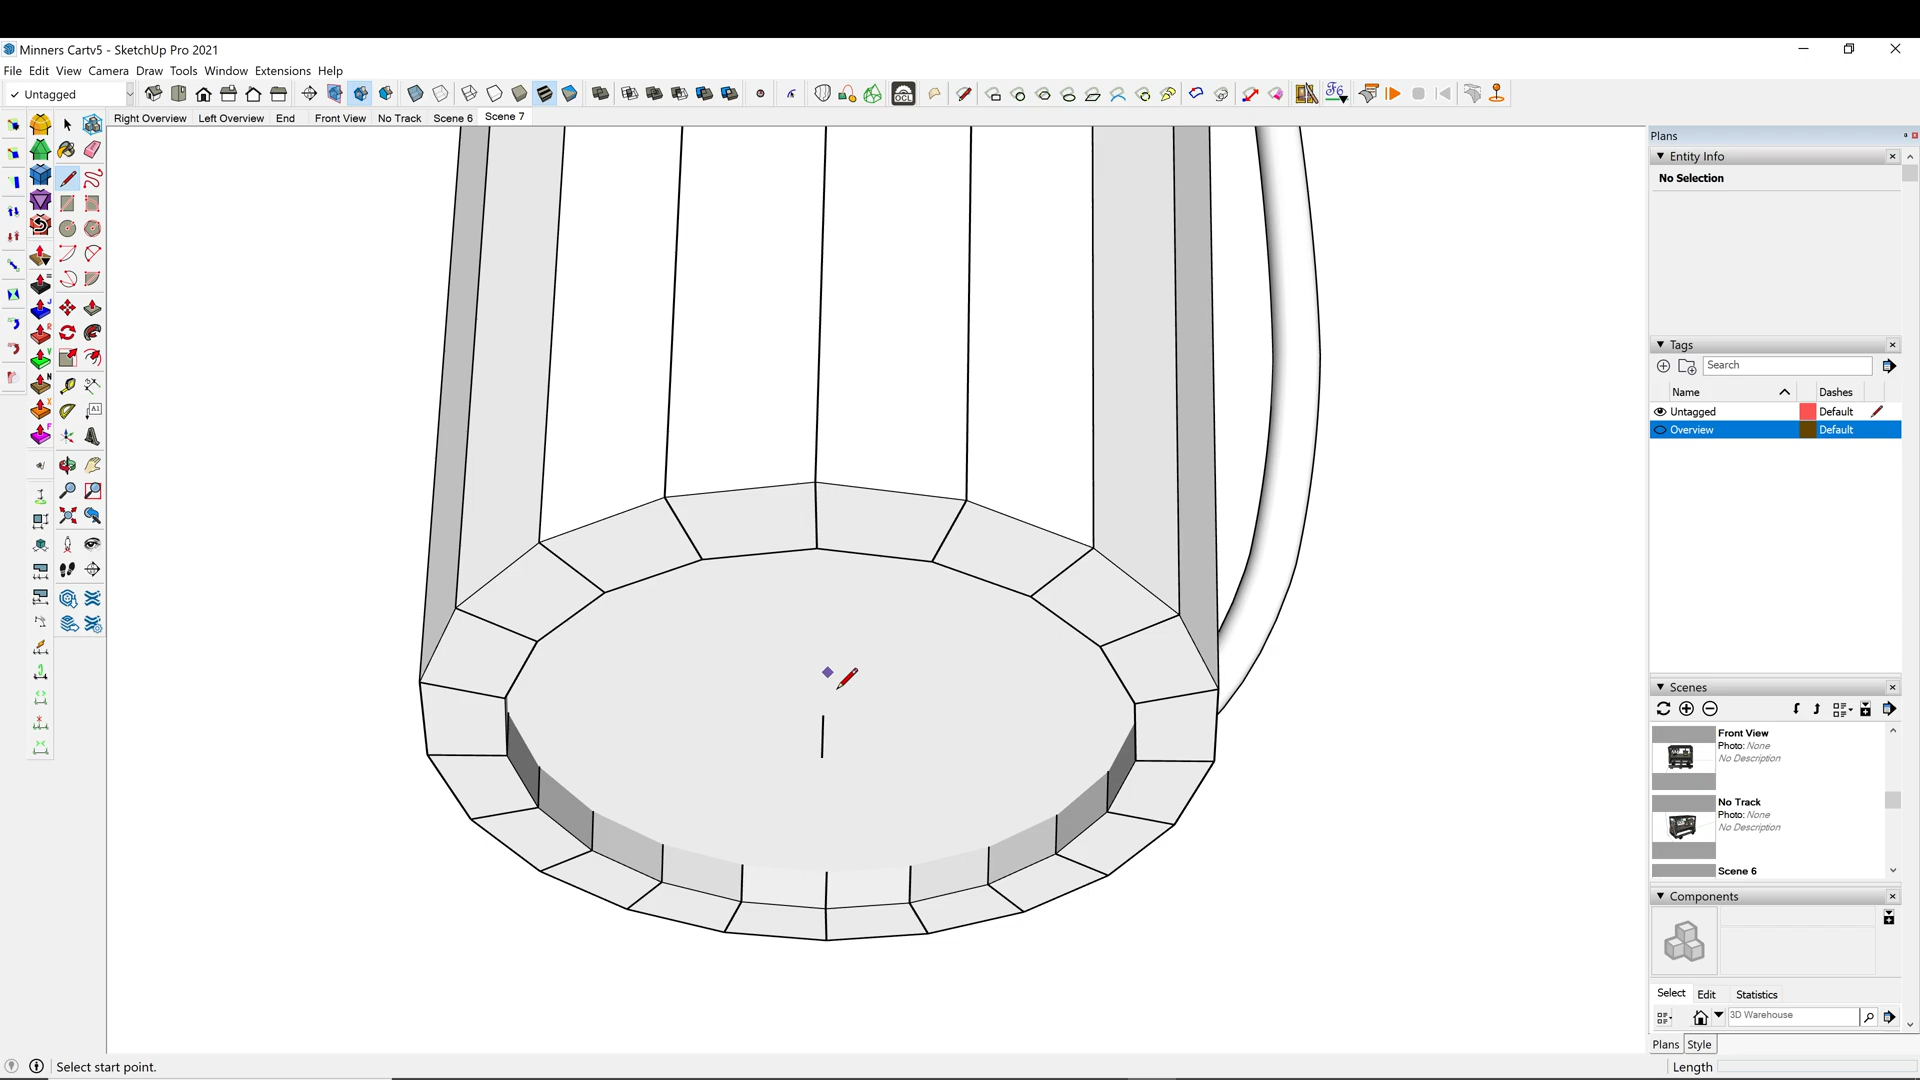 Minners Cartv5 - SketchUp Pro 2021
File Edit View Camera Draw Tools Window Extensions Help
✓ Untagged
OCL
Right Overview Left Overview End Front View No Track Scene 6 Scene 7
Plans
Entity Info
No Selection
Tags
Search
Name Dashes
Untagged Default
Overview Default
Scenes
Front View
Photo: None
No Description
No Track
Photo: None
No Description
Scene 6
Components
Select Edit Statistics
3D Warehouse
Plans Style
Select start point.
Length